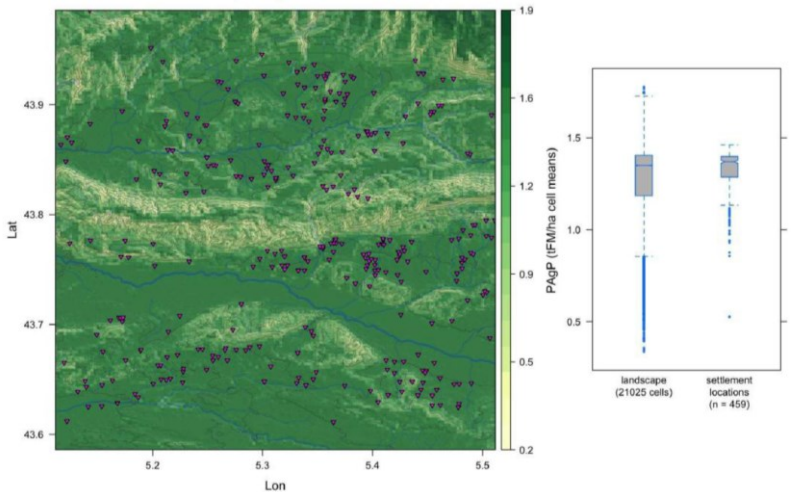 1.9
1.6
1.2
0.9
0.5
0.2
43.9
43.8
43.7
43.6
Lat
5.2 5.3 5.4 5.5
Lon
PAgP (tFM/ha cell means)
1.5
1.0
0.5
landscape
(21025 cells)
settlement
locations
(n = 459)